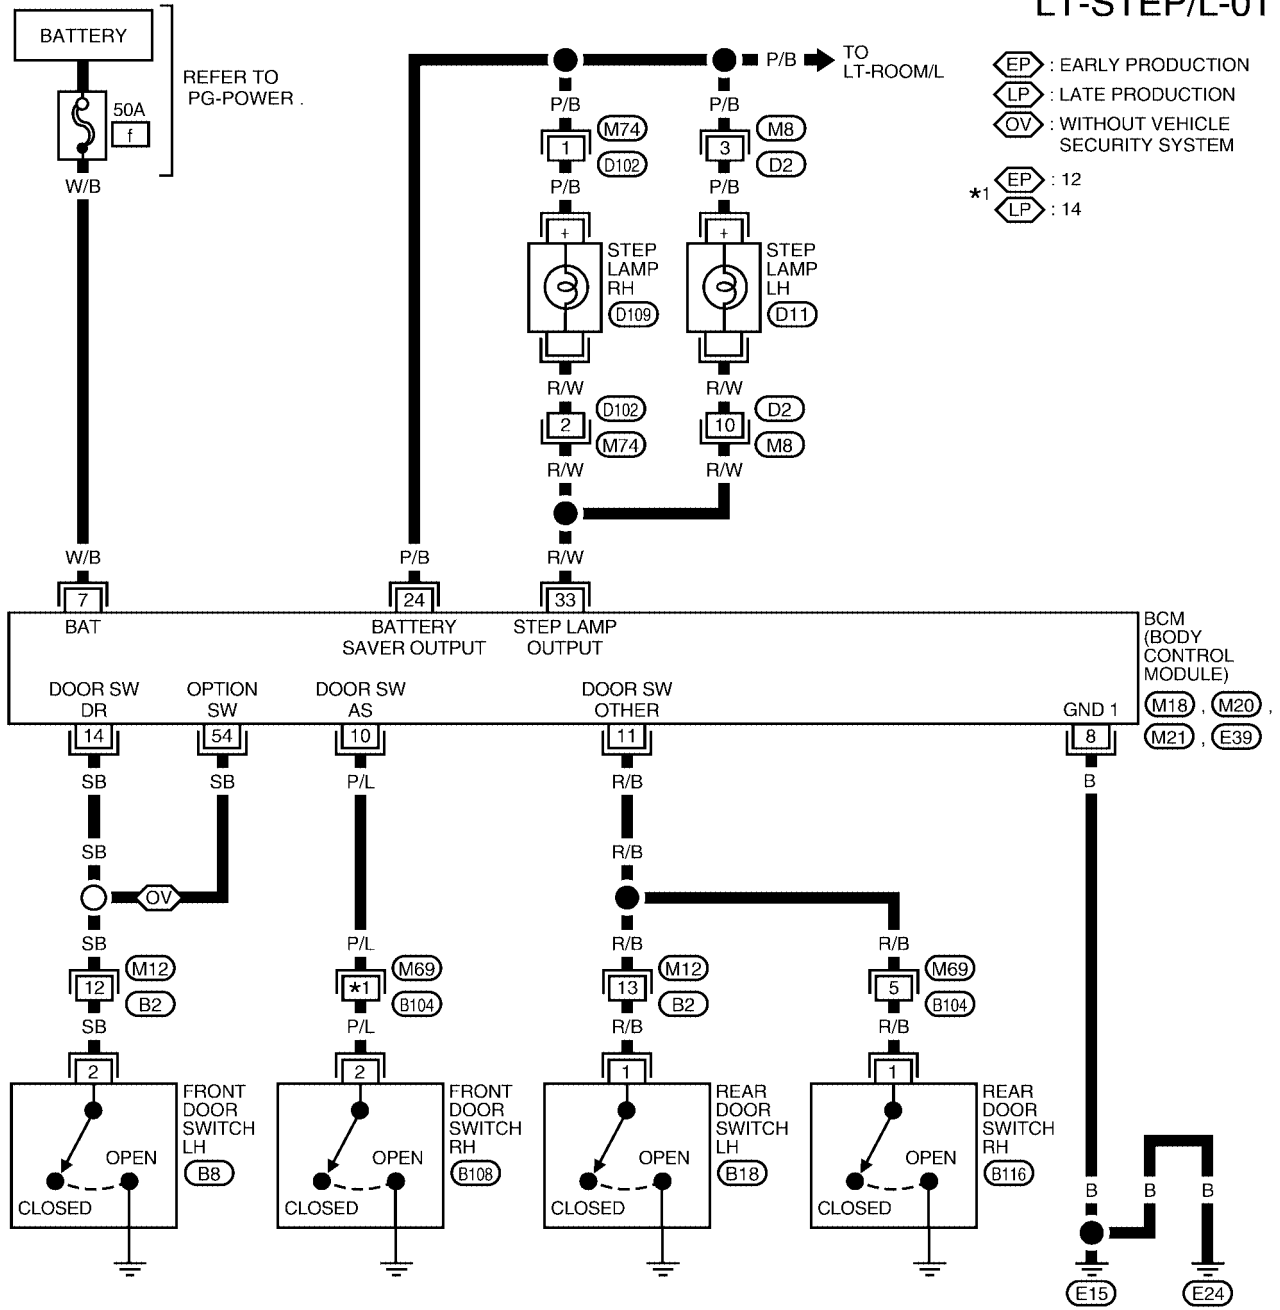 LT-STEP/L-01
BATTERY
REFER TO
PG-POWER .
50A
f
W/B
W/B
P/B
TO
LT-ROOM/L
EP : EARLY PRODUCTION
LP : LATE PRODUCTION
OV : WITHOUT VEHICLE
SECURITY SYSTEM
*1 EP : 12
LP : 14
P/B P/B
1 M74 3 M8
D102 D2
P/B P/B
+ +
STEP
LAMP
RH
D109
STEP
LAMP
LH
D11
R/W R/W
2 D102 10 D2
M74 M8
R/W R/W
P/B R/W
7 24 33
BAT
BATTERY
SAVER OUTPUT
STEP LAMP
OUTPUT
BCM
(BODY
CONTROL
MODULE)
M18 , M20 ,
M21 , E39
DOOR SW
DR
OPTION
SW
DOOR SW
AS
DOOR SW
OTHER
GND 1
14 54 10 11 8
SB SB P/L R/B B
SB R/B
OV
SB P/L R/B R/B
12 M12 *1 M69 13 M12 5 M69
B2 B104 B2 B104
SB P/L R/B R/B
2 2 1 1
FRONT
DOOR
SWITCH
LH
B8
OPEN
CLOSED
FRONT
DOOR
SWITCH
RH
B108
OPEN
CLOSED
REAR
DOOR
SWITCH
LH
B18
OPEN
CLOSED
REAR
DOOR
SWITCH
RH
B116
OPEN
CLOSED
B B B
E15 E24